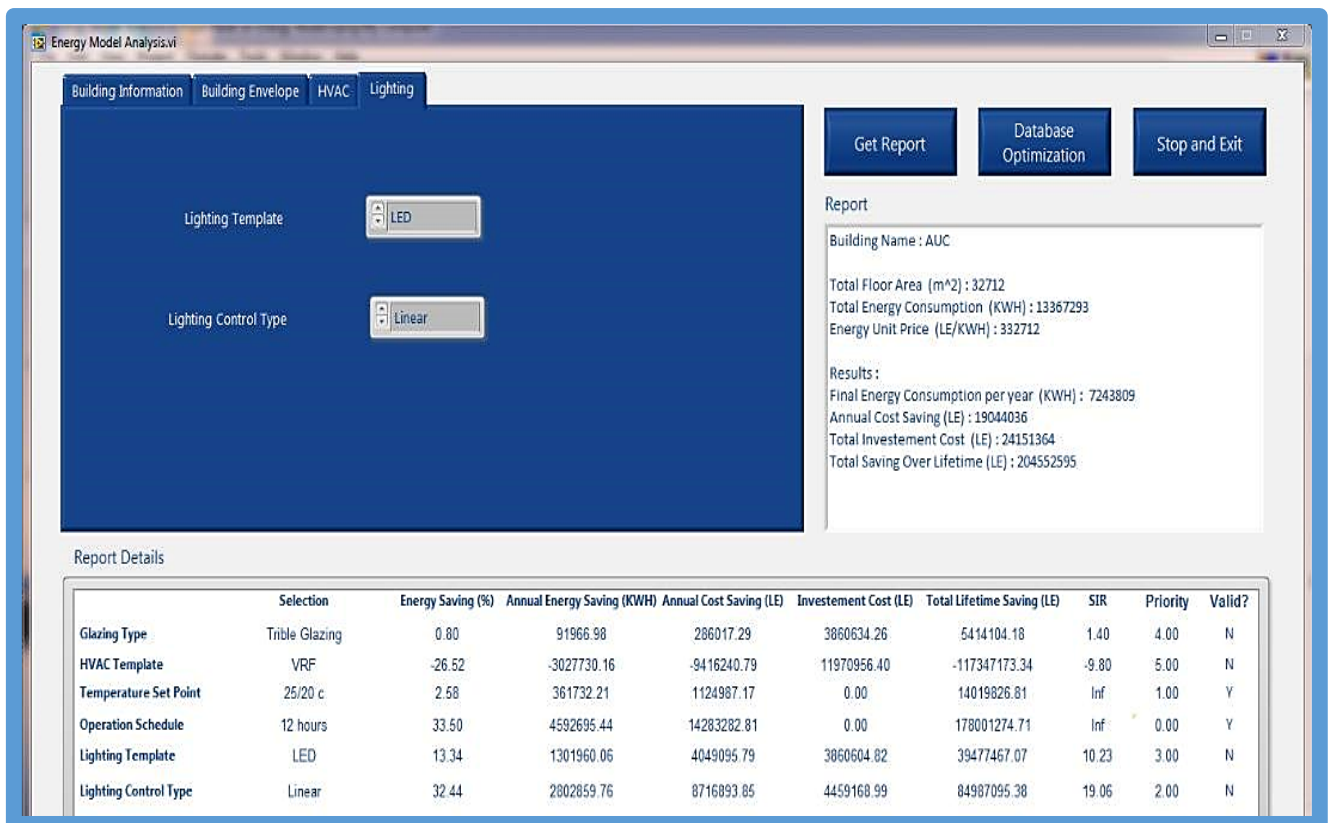 Energy Model Analysis.vi
Building Information Building Envelope HVAC Lighting
Get Report
Database
Optimization
Stop and Exit
Lighting Template LED
Lighting Control Type Linear
Report
Building Name : AUC
Total Floor Area (m^2) : 32712
Total Energy Consumption (KWH) : 13367293
Energy Unit Price (LE/KWH) : 332712
Results :
Final Energy Consumption per year (KWH) : 7243809
Annual Cost Saving (LE) : 19044036
Total Investement Cost (LE) : 24151364
Total Saving Over Lifetime (LE) : 204552595
Report Details
Selection Energy Saving (%) Annual Energy Saving (KWH) Annual Cost Saving (LE) Investement Cost (LE) Total Lifetime Saving (LE) SIR Priority Valid?
Glazing Type Trible Glazing 0.80 91966.98 286017.29 3860634.26 5414104.18 1.40 4.00 N
HVAC Template VRF -26.52 -3027730.16 -9416240.79 11970956.40 -117347173.34 -9.80 5.00 N
Temperature Set Point 25/20 c 2.58 361732.21 1124987.17 0.00 14019826.81 Inf 1.00 Y
Operation Schedule 12 hours 33.50 4592695.44 14283282.81 0.00 178001274.71 Inf 0.00 Y
Lighting Template LED 13.34 1301960.06 4049095.79 3860604.82 39477467.07 10.23 3.00 N
Lighting Control Type Linear 32.44 2802859.76 8716893.85 4459168.99 84987095.38 19.06 2.00 N